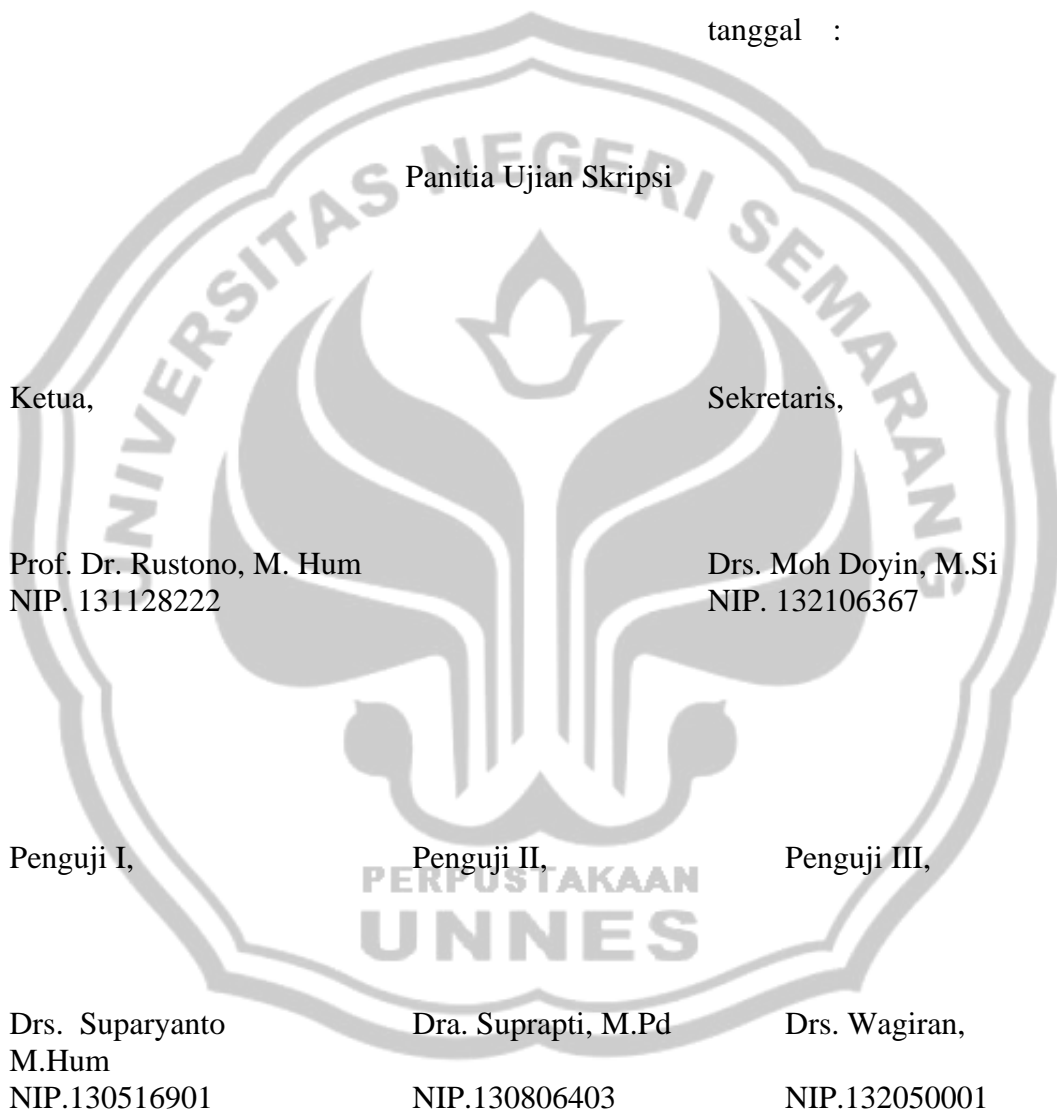 tanggal :
Panitia Ujian Skripsi
UNIVERSITAS NEGERI SEMARANG
Ketua, Sekretaris,
Prof. Dr. Rustono, M. Hum Drs. Moh Doyin, M.Si
NIP. 131128222 NIP. 132106367
Penguji I, Penguji II, Penguji III,
PERPUSTAKAAN
UNNES
Drs. Suparyanto Dra. Suprapti, M.Pd Drs. Wagiran,
M.Hum
NIP.130516901 NIP.130806403 NIP.132050001